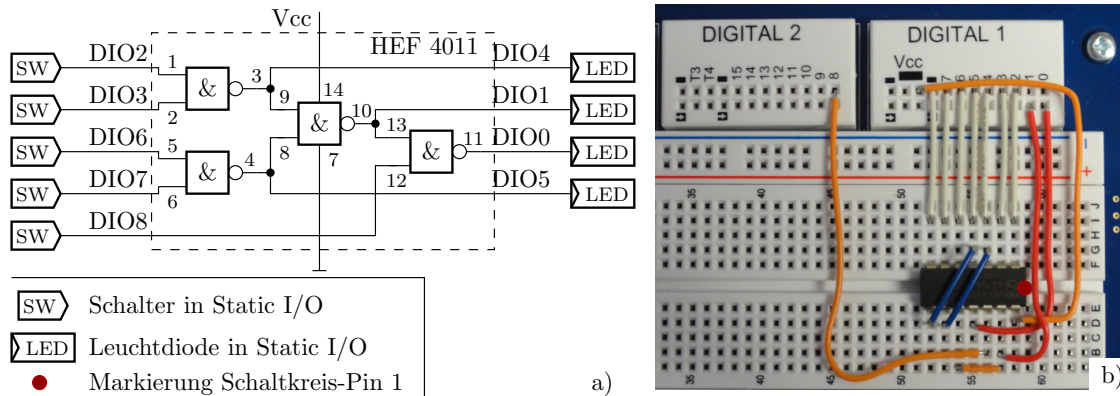 Vcc
HEF 4011
SW DIO2 1 & 3 DIO4 LED
SW DIO3 2 9 14 & 10 DIO1 LED
SW DIO6 5 & 4 8 7 13 & 11 DIO0 LED
SW DIO7 6 12 DIO5 LED
SW DIO8
SW Schalter in Static I/O
LED Leuchtdiode in Static I/O
Markierung Schaltkreis-Pin 1
a)
DIGITAL 2
T3 T4 15 14 13 12 11 10 9 8
DIGITAL 1
Vcc
7 6 5 4 3 2 1 0
35 40 45 50
J
I
H
G
F
E
D
C
B
A
35 40 45 50 55 60
b)